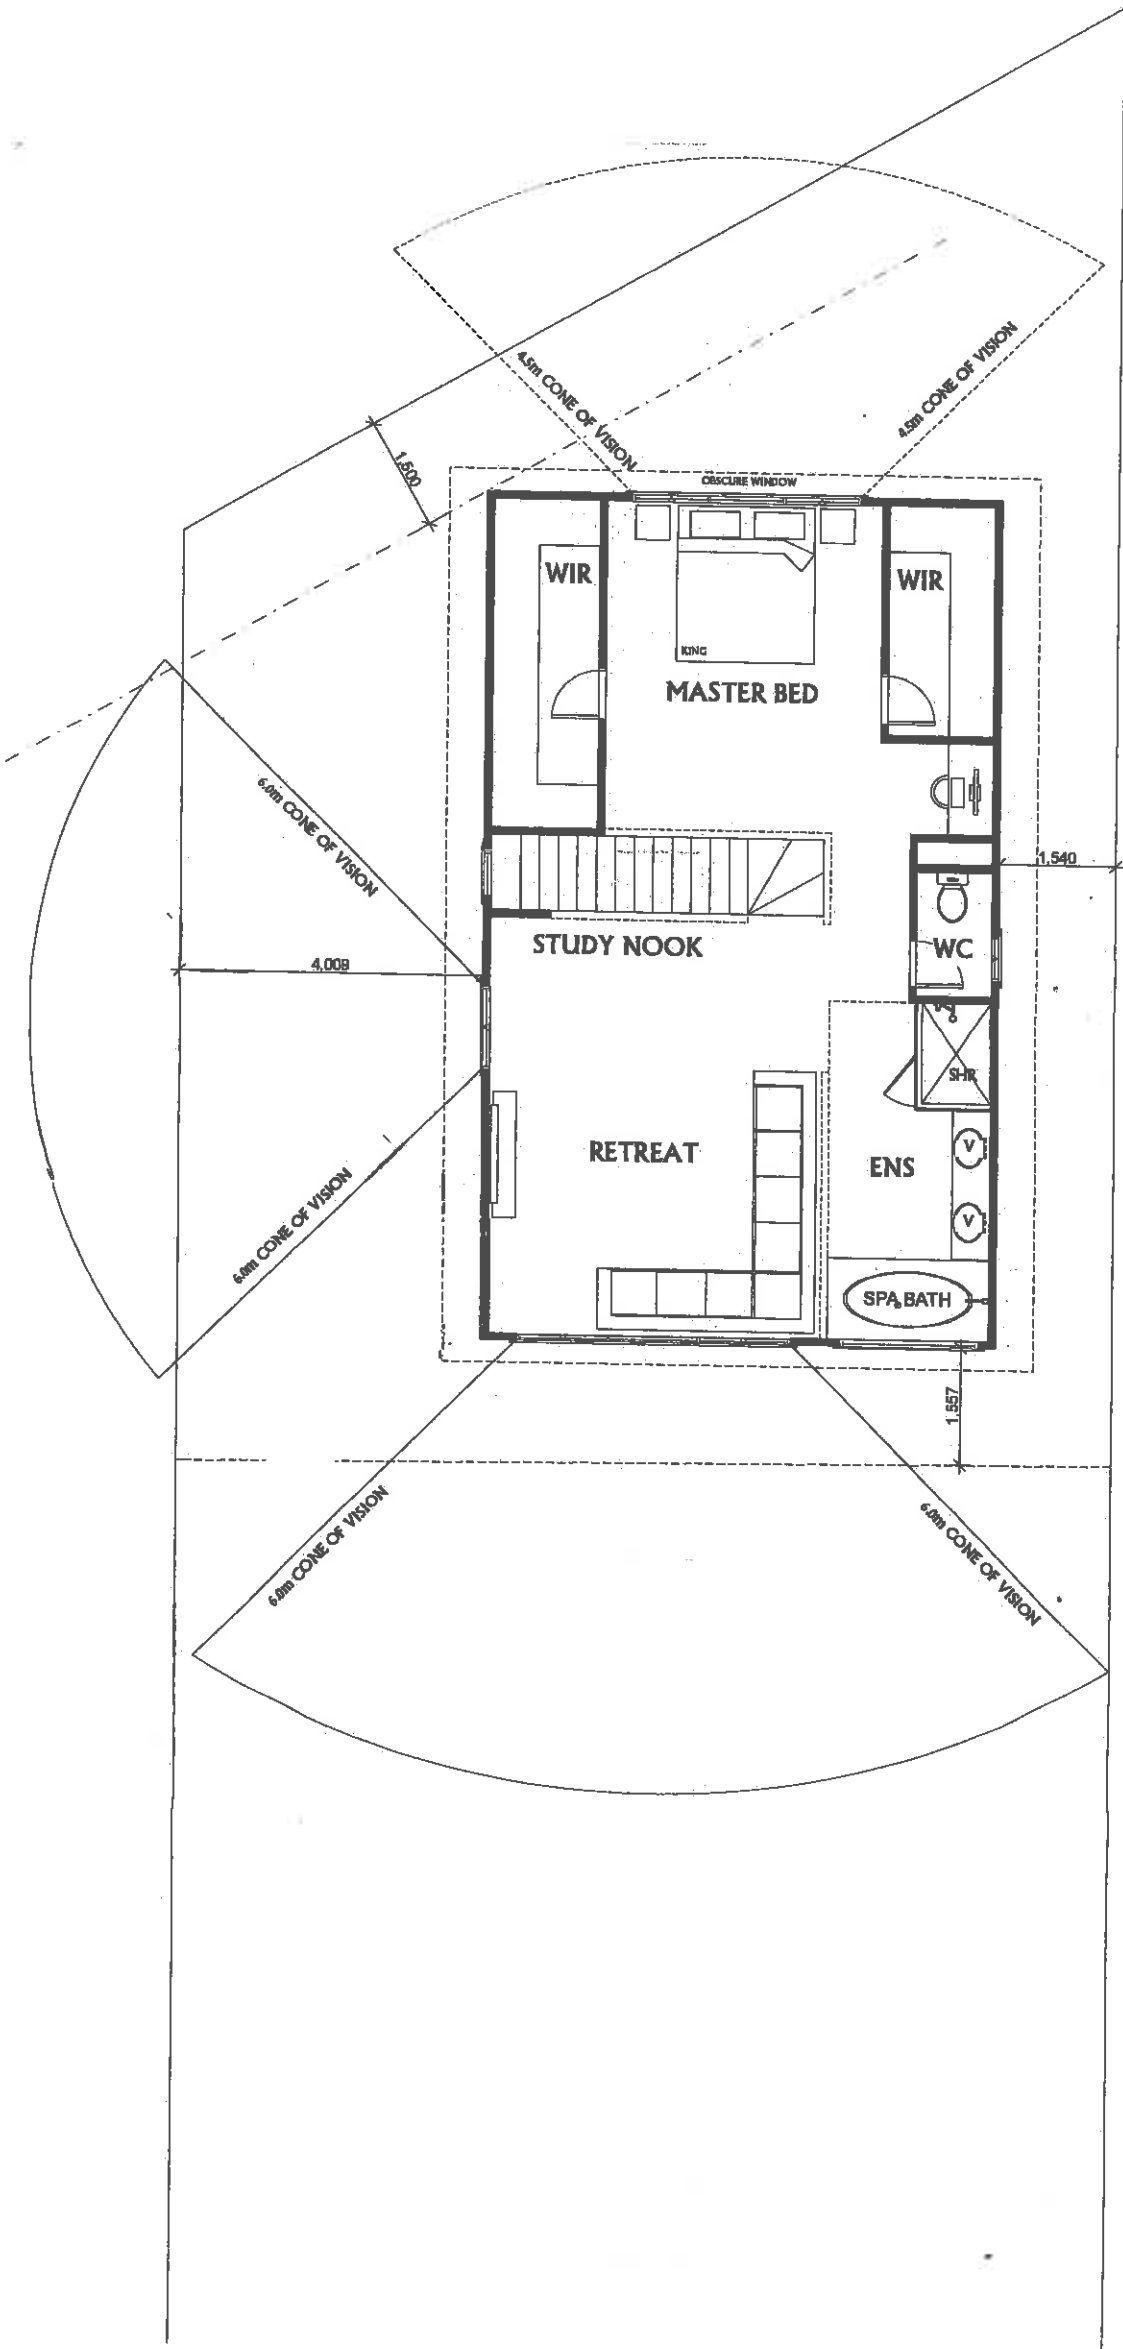 4.5m CONE OF VISION
4.5m CONE OF VISION
1,500
OBSCURE WINDOW
WIR
WIR
KING
MASTER BED
6.0m CONE OF VISION
1,540
STUDY NOOK
WC
4,009
SHR
RETREAT
ENS
V
V
6.0m CONE OF VISION
SPA BATH
1,557
6.0m CONE OF VISION
6.0m CONE OF VISION